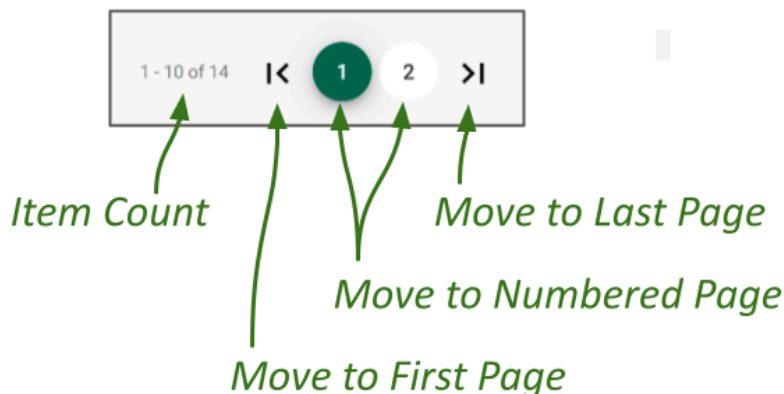 1 - 10 of 14 1 2
Item Count
Move to Last Page
Move to Numbered Page
Move to First Page